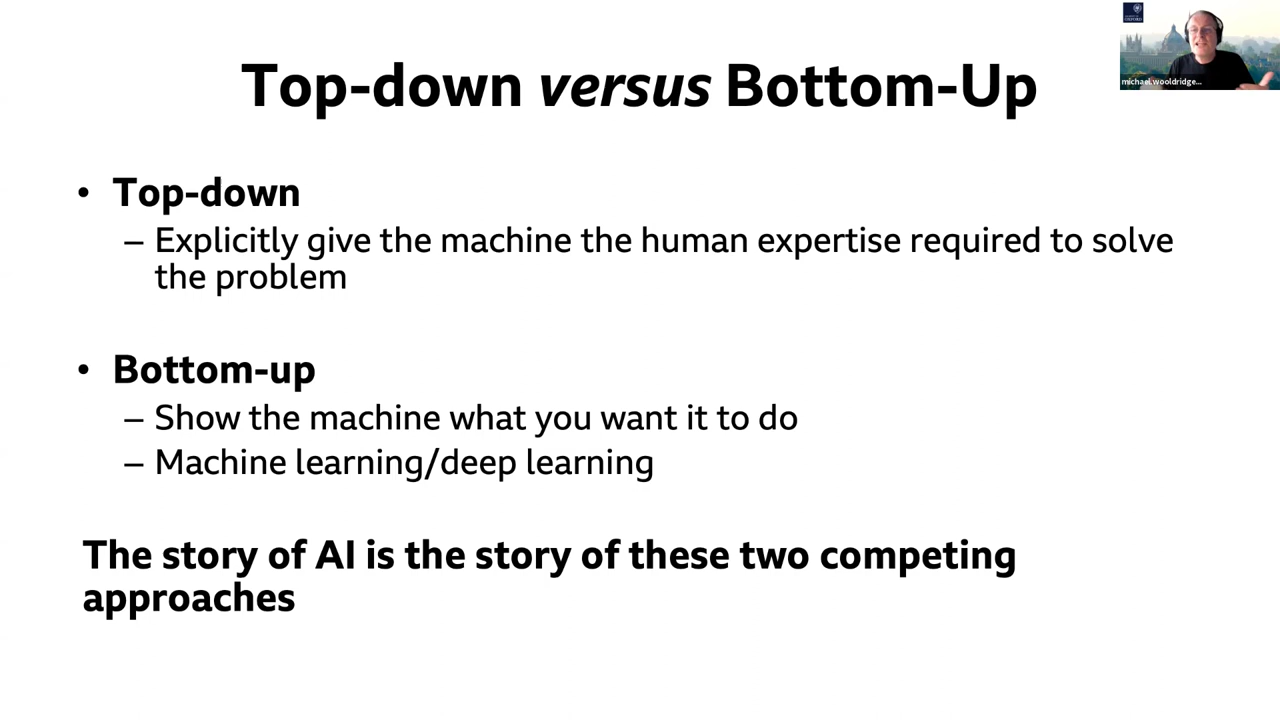 Top-down versus Bottom-Up
michael.wooldridge...
• Top-down
– Explicitly give the machine the human expertise required to solve
the problem
• Bottom-up
– Show the machine what you want it to do
– Machine learning/deep learning
The story of AI is the story of these two competing
approaches